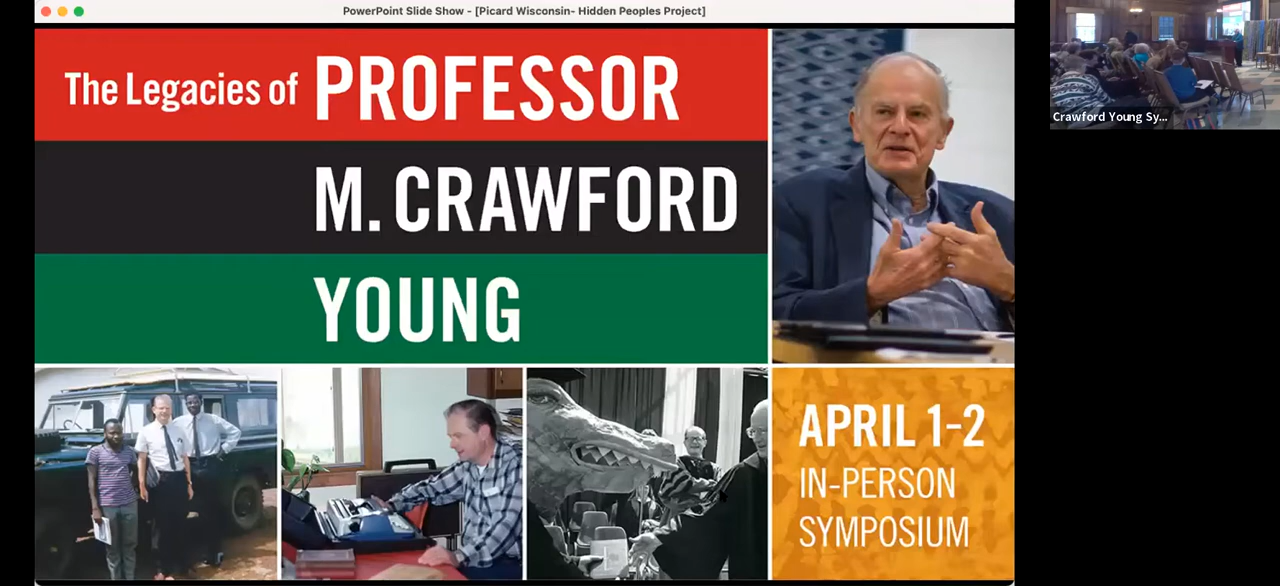 PowerPoint Slide Show - [Picard Wisconsin- Hidden Peoples Project]
The Legacies of PROFESSOR
M. CRAWFORD
YOUNG
APRIL 1-2
IN-PERSON
SYMPOSIUM
Crawford Young Sy...